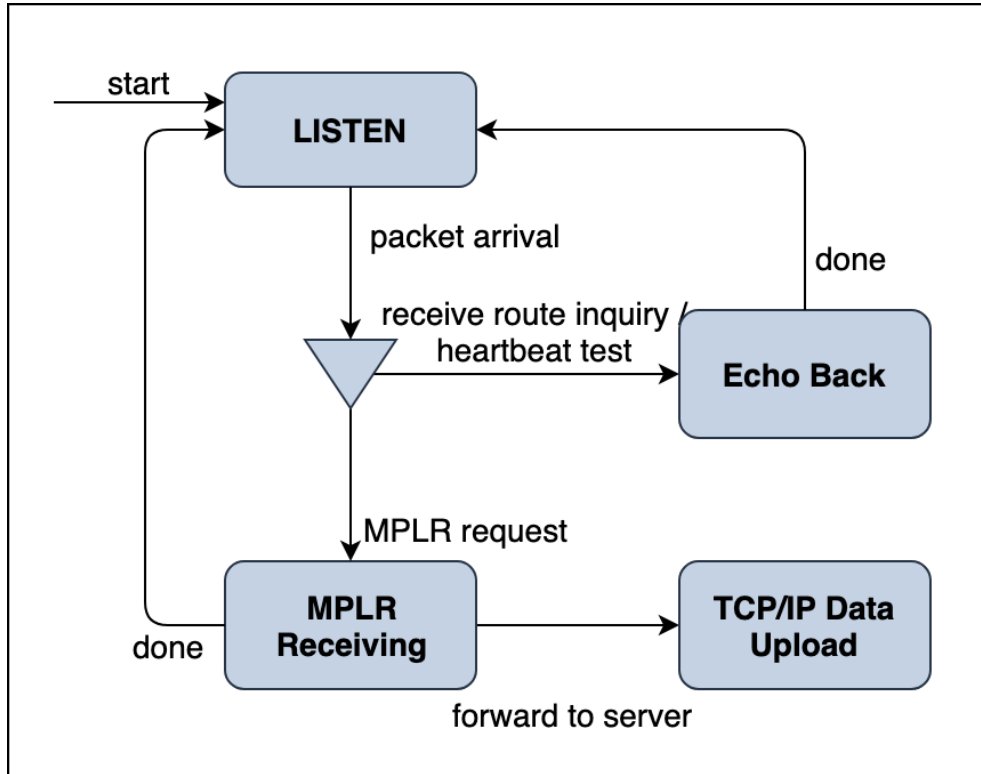 start
LISTEN
packet arrival
done
receive route inquiry /
heartbeat test
Echo Back
MPLR request
MPLR
Receiving
TCP/IP Data
Upload
done
forward to server